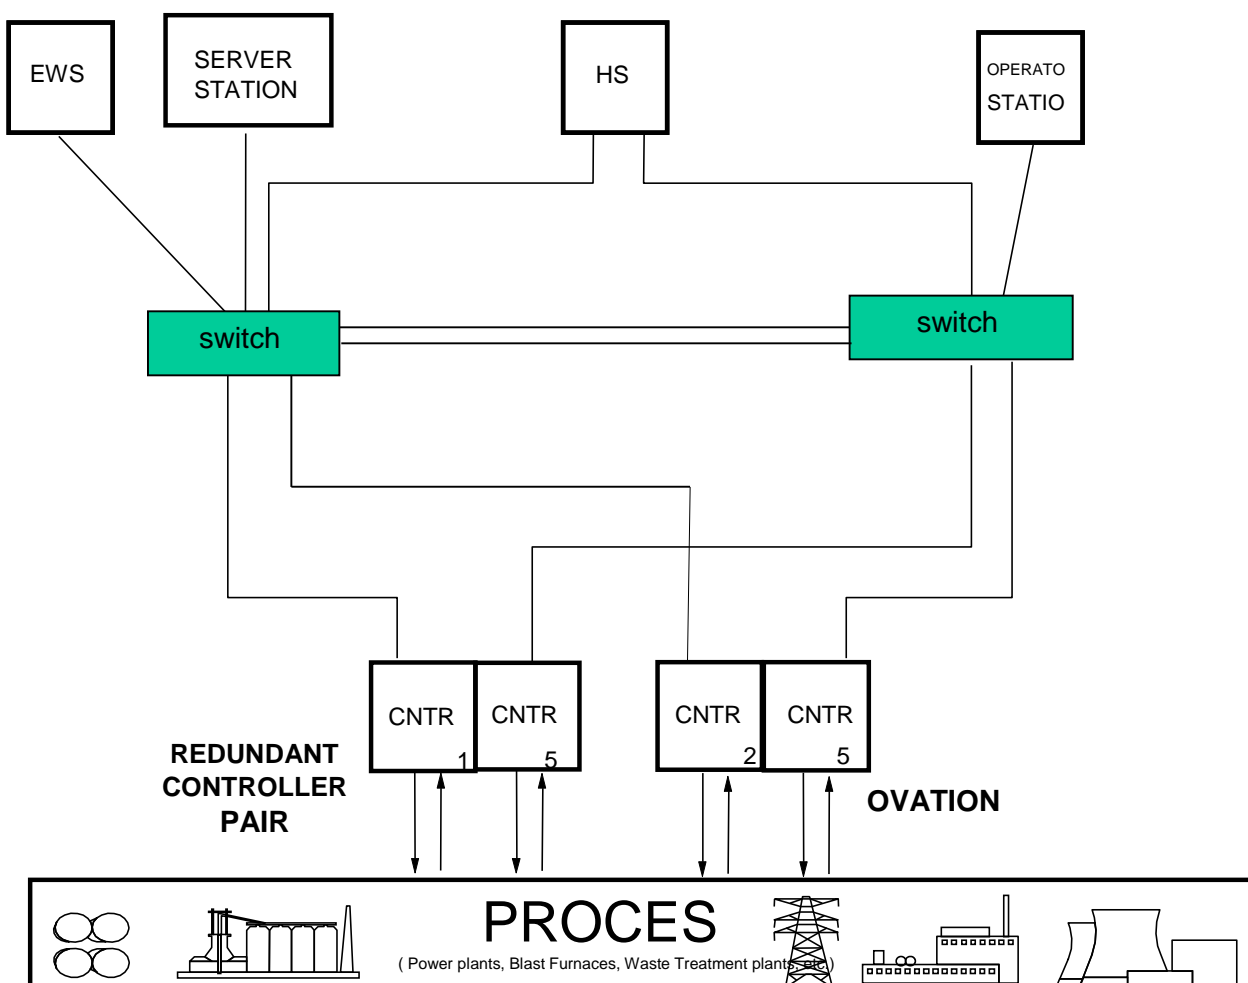 EWS
SERVER
STATION
HS
OPERATO
STATIO
switch
switch
CNTR
1
CNTR
5
CNTR
2
CNTR
5
REDUNDANT
CONTROLLER
PAIR
OVATION
PROCES
( Power plants, Blast Furnaces, Waste Treatment plants, etc )